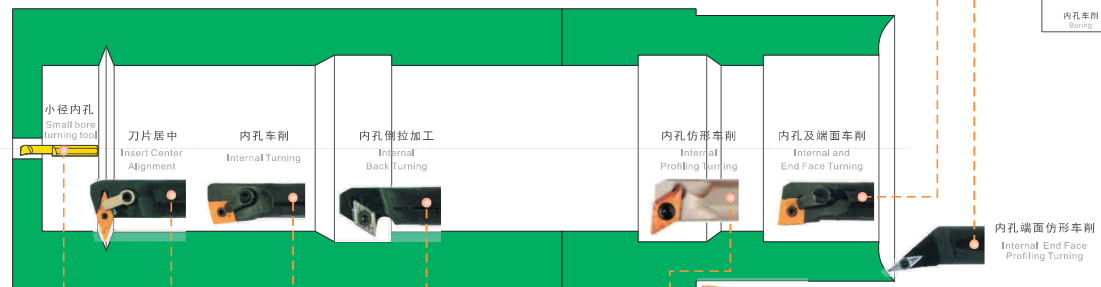 内孔车削
Boring
小径内孔
Small bore
turning tool
刀片居中
Insert Center
Alignment
内孔车削
Internal Turning
内孔倒拉加工
Internal
Back Turning
内孔仿形车削
Internal
Profiling Turning
内孔及端面车削
Internal and
End Face Turning
内孔端面仿形车削
Internal End Face
Profiling Turning